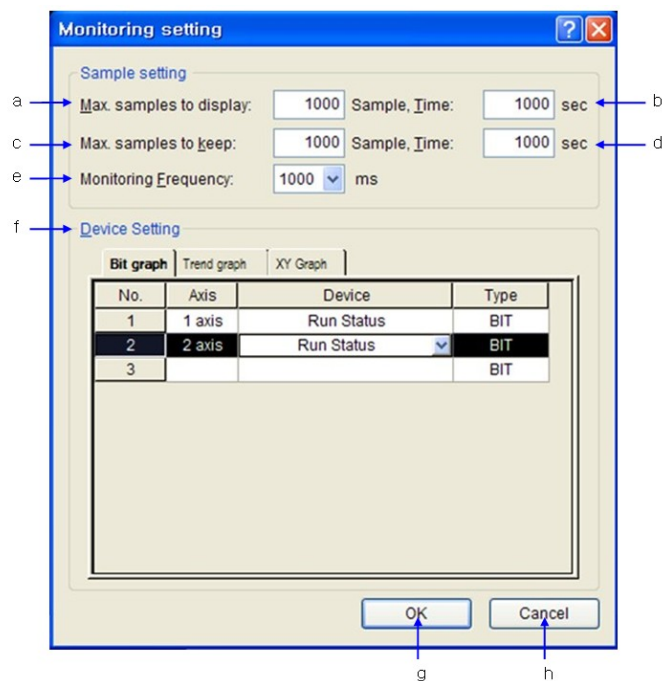 Monitoring setting
Sample setting
a Max. samples to display: 1000 Sample, Time: 1000 sec b
c Max. samples to keep: 1000 Sample, Time: 1000 sec d
e Monitoring Frequency: 1000 ms
f Device Setting
Bit graph Trend graph XY Graph
No. Axis Device Type
1 1 axis Run Status BIT
2 2 axis Run Status BIT
3 BIT
OK Cancel
g h